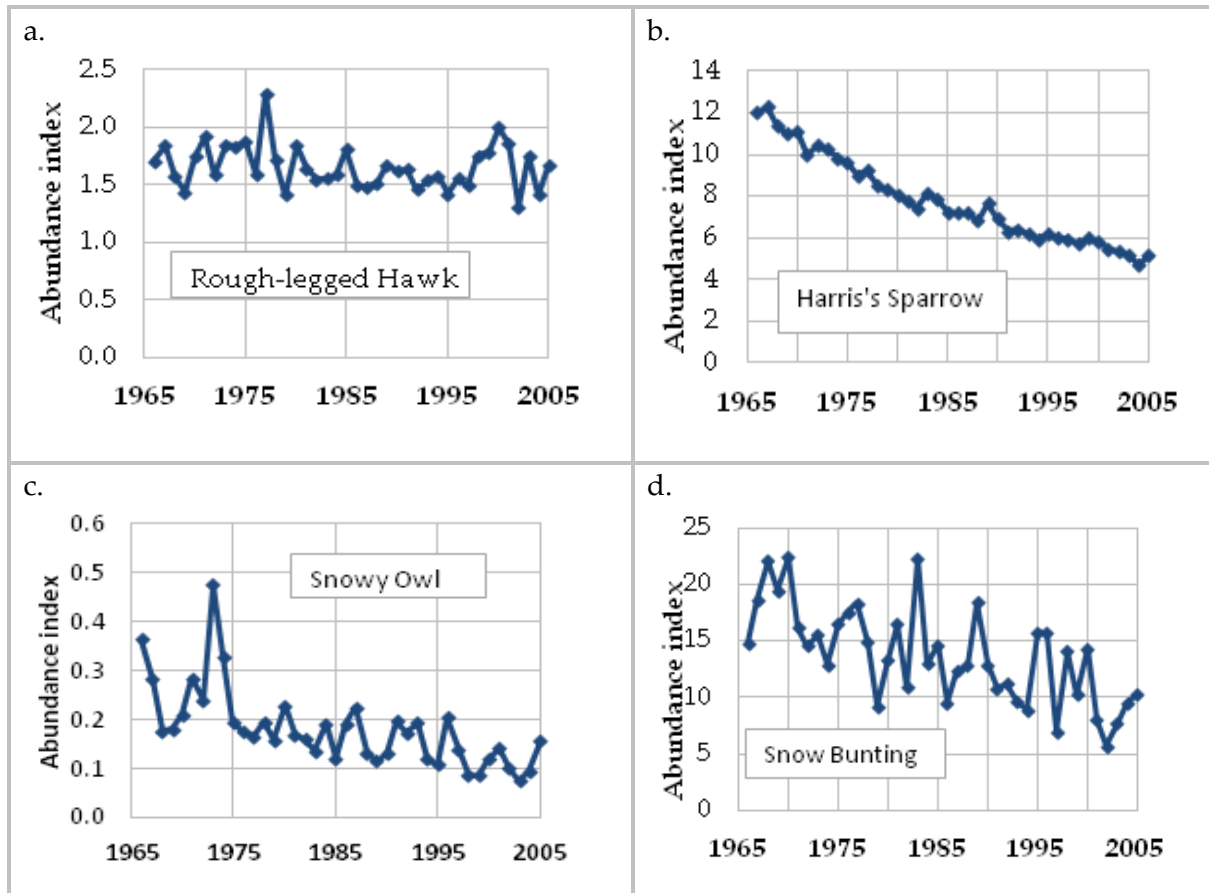 a.
Abundance index
2.5
2.0
1.5
1.0
0.5
0.0
Rough-legged Hawk
1965 1975 1985 1995 2005
b.
Abundance index
14
12
10
8
6
4
2
0
Harris's Sparrow
1965 1975 1985 1995 2005
c.
Abundance index
0.6
0.5
0.4
0.3
0.2
0.1
0.0
Snowy Owl
1965 1975 1985 1995 2005
d.
Abundance index
25
20
15
10
5
0
Snow Bunting
1965 1975 1985 1995 2005